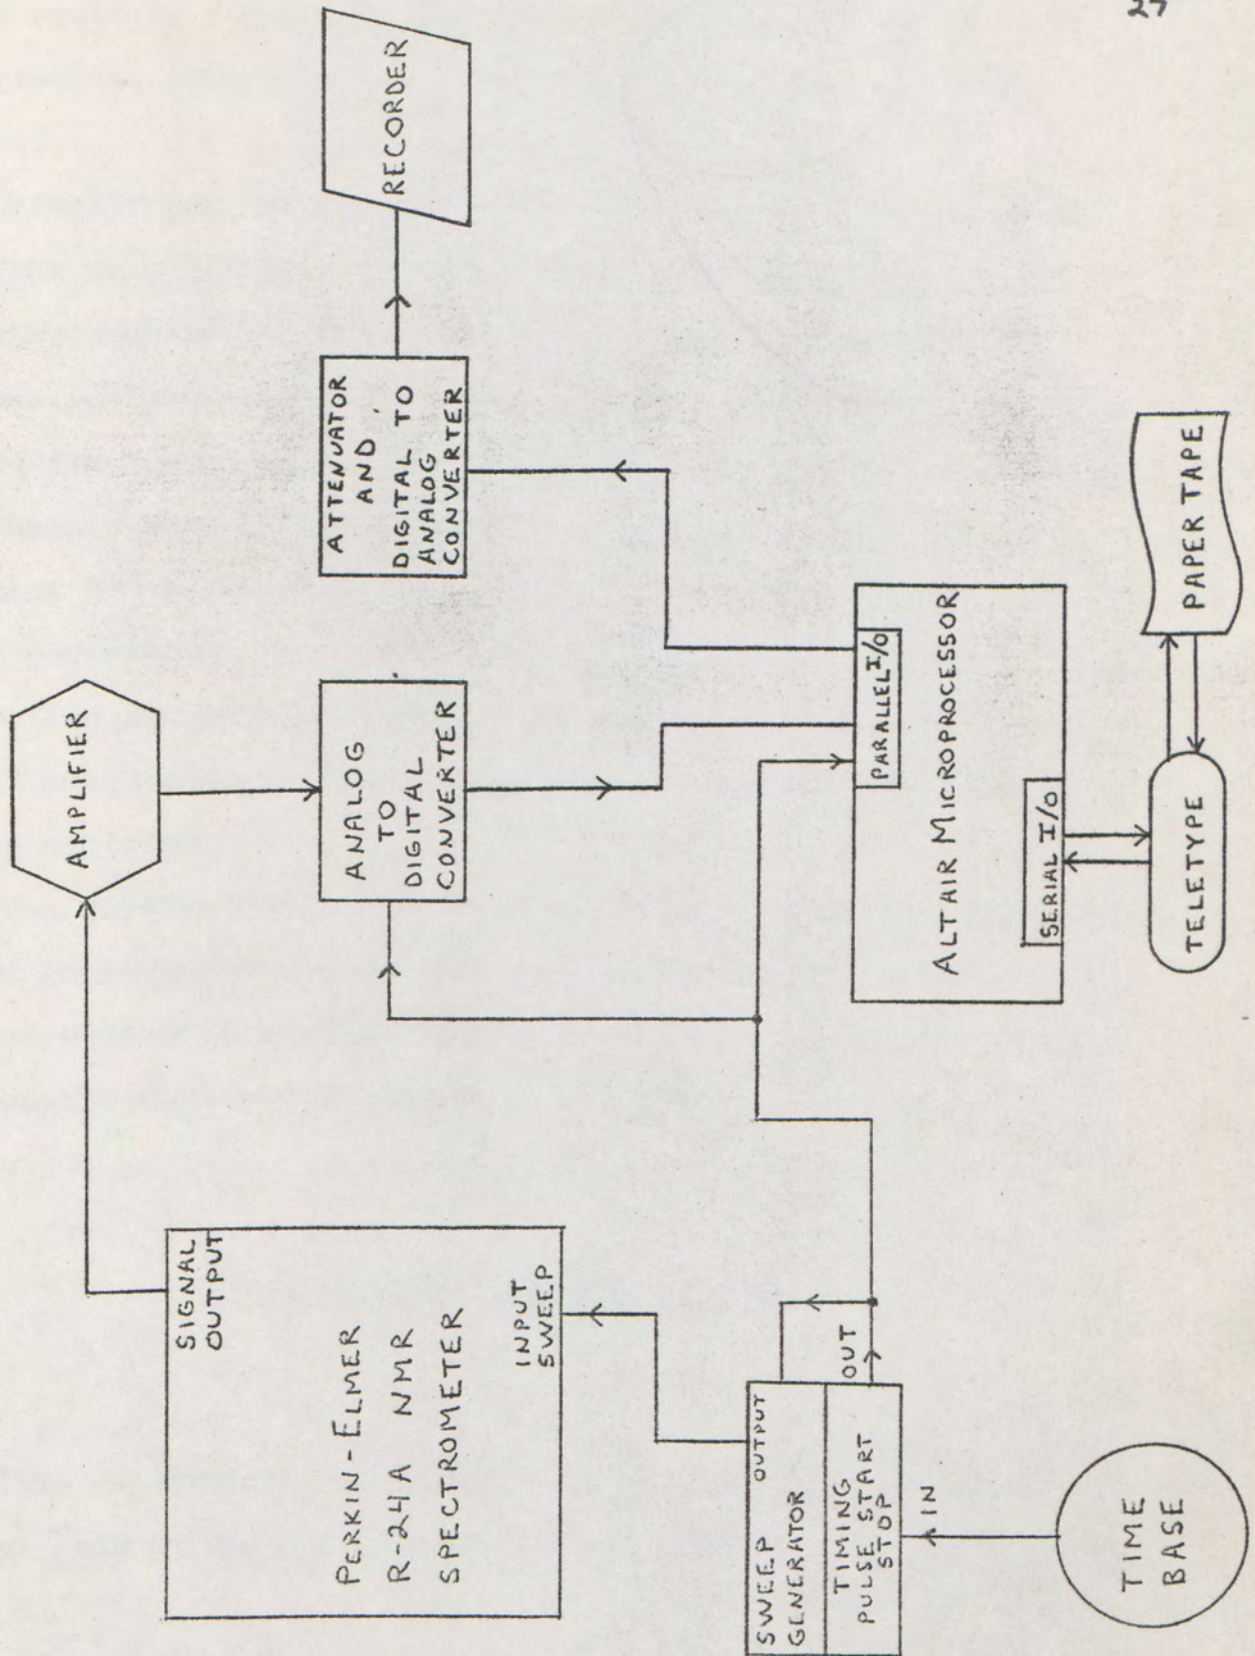 27
SIGNAL
OUTPUT
PERKIN-ELMER
R-24A NMR
SPECTROMETER
INPUT
SWEEP
AMPLIFIER
ANALOG
TO
DIGITAL
CONVERTER
ATTENUATOR
AND
DIGITAL TO
ANALOG
CONVERTER
RECORDER
SWEEP OUTPUT
GENERATOR
TIMING OUT
PULSE START
STOP
IN
TIME
BASE
PARALLEL I/O
ALTAIR MICROPROCESSOR
SERIAL I/O
TELETYPE
PAPER TAPE